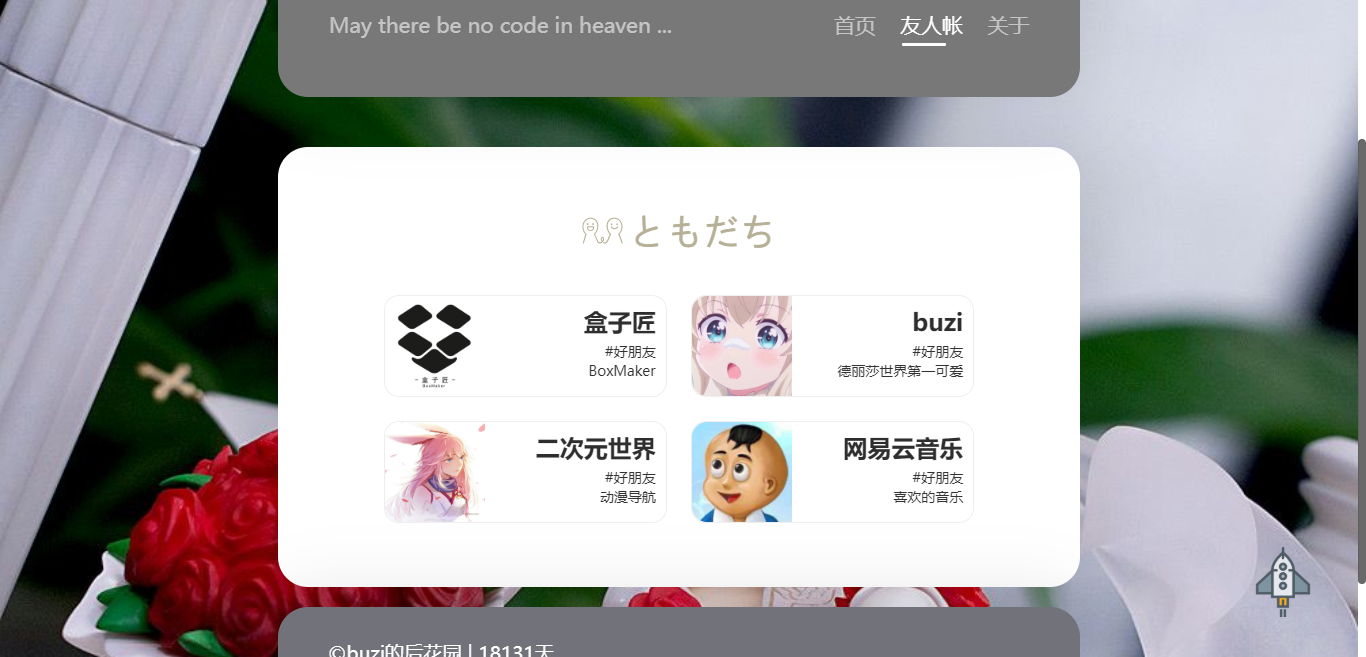 May there be no code in heaven ...
首页 友人帐 关于
ともだち
盒子匠
#好朋友
BoxMaker
- 盒子匠 -
BoxMaker
buzi
#好朋友
德丽莎世界第一可爱
二次元世界
#好朋友
动漫导航
网易云音乐
#好朋友
喜欢的音乐
©buzi的后花园 | 18131天